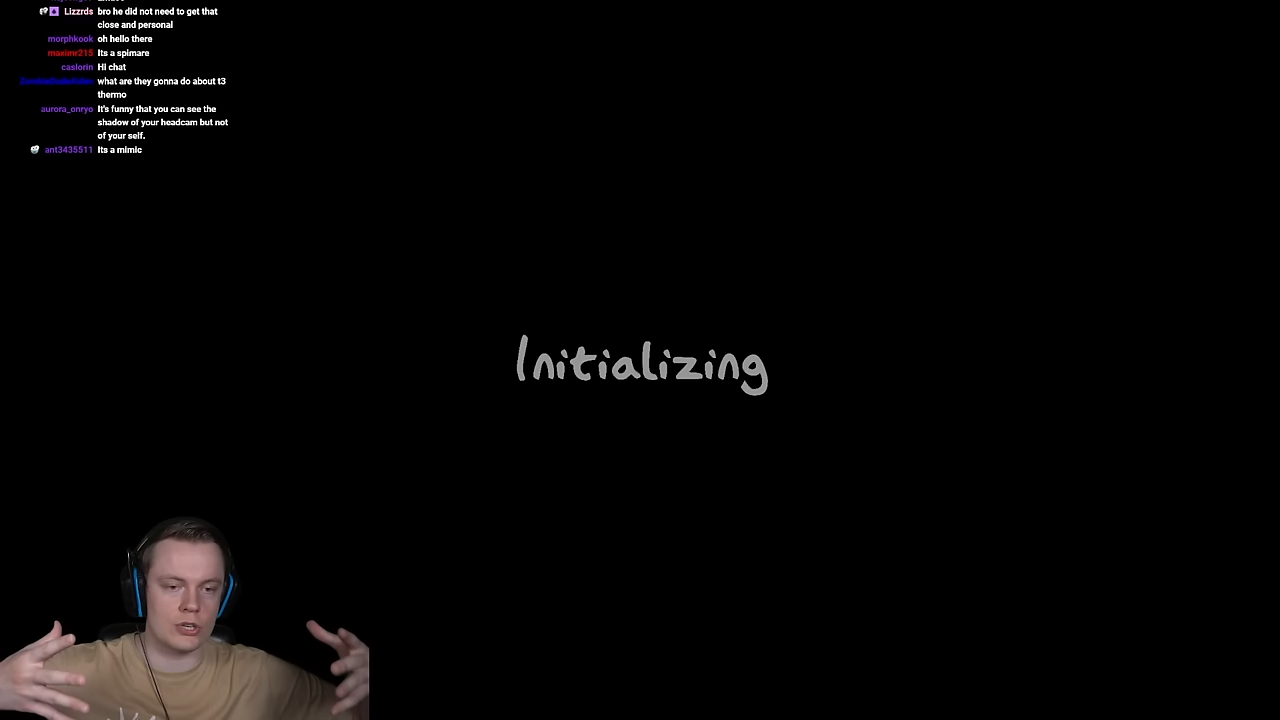 Lizzrds bro he did not need to get that
close and personal
morphkook oh hello there
maximr215 Its a spimare
caslorin Hi chat
what are they gonna do about t3
thermo
aurora_onryo It's funny that you can see the
shadow of your headcam but not
of your self.
ant3435511 Its a mimic
Initializing